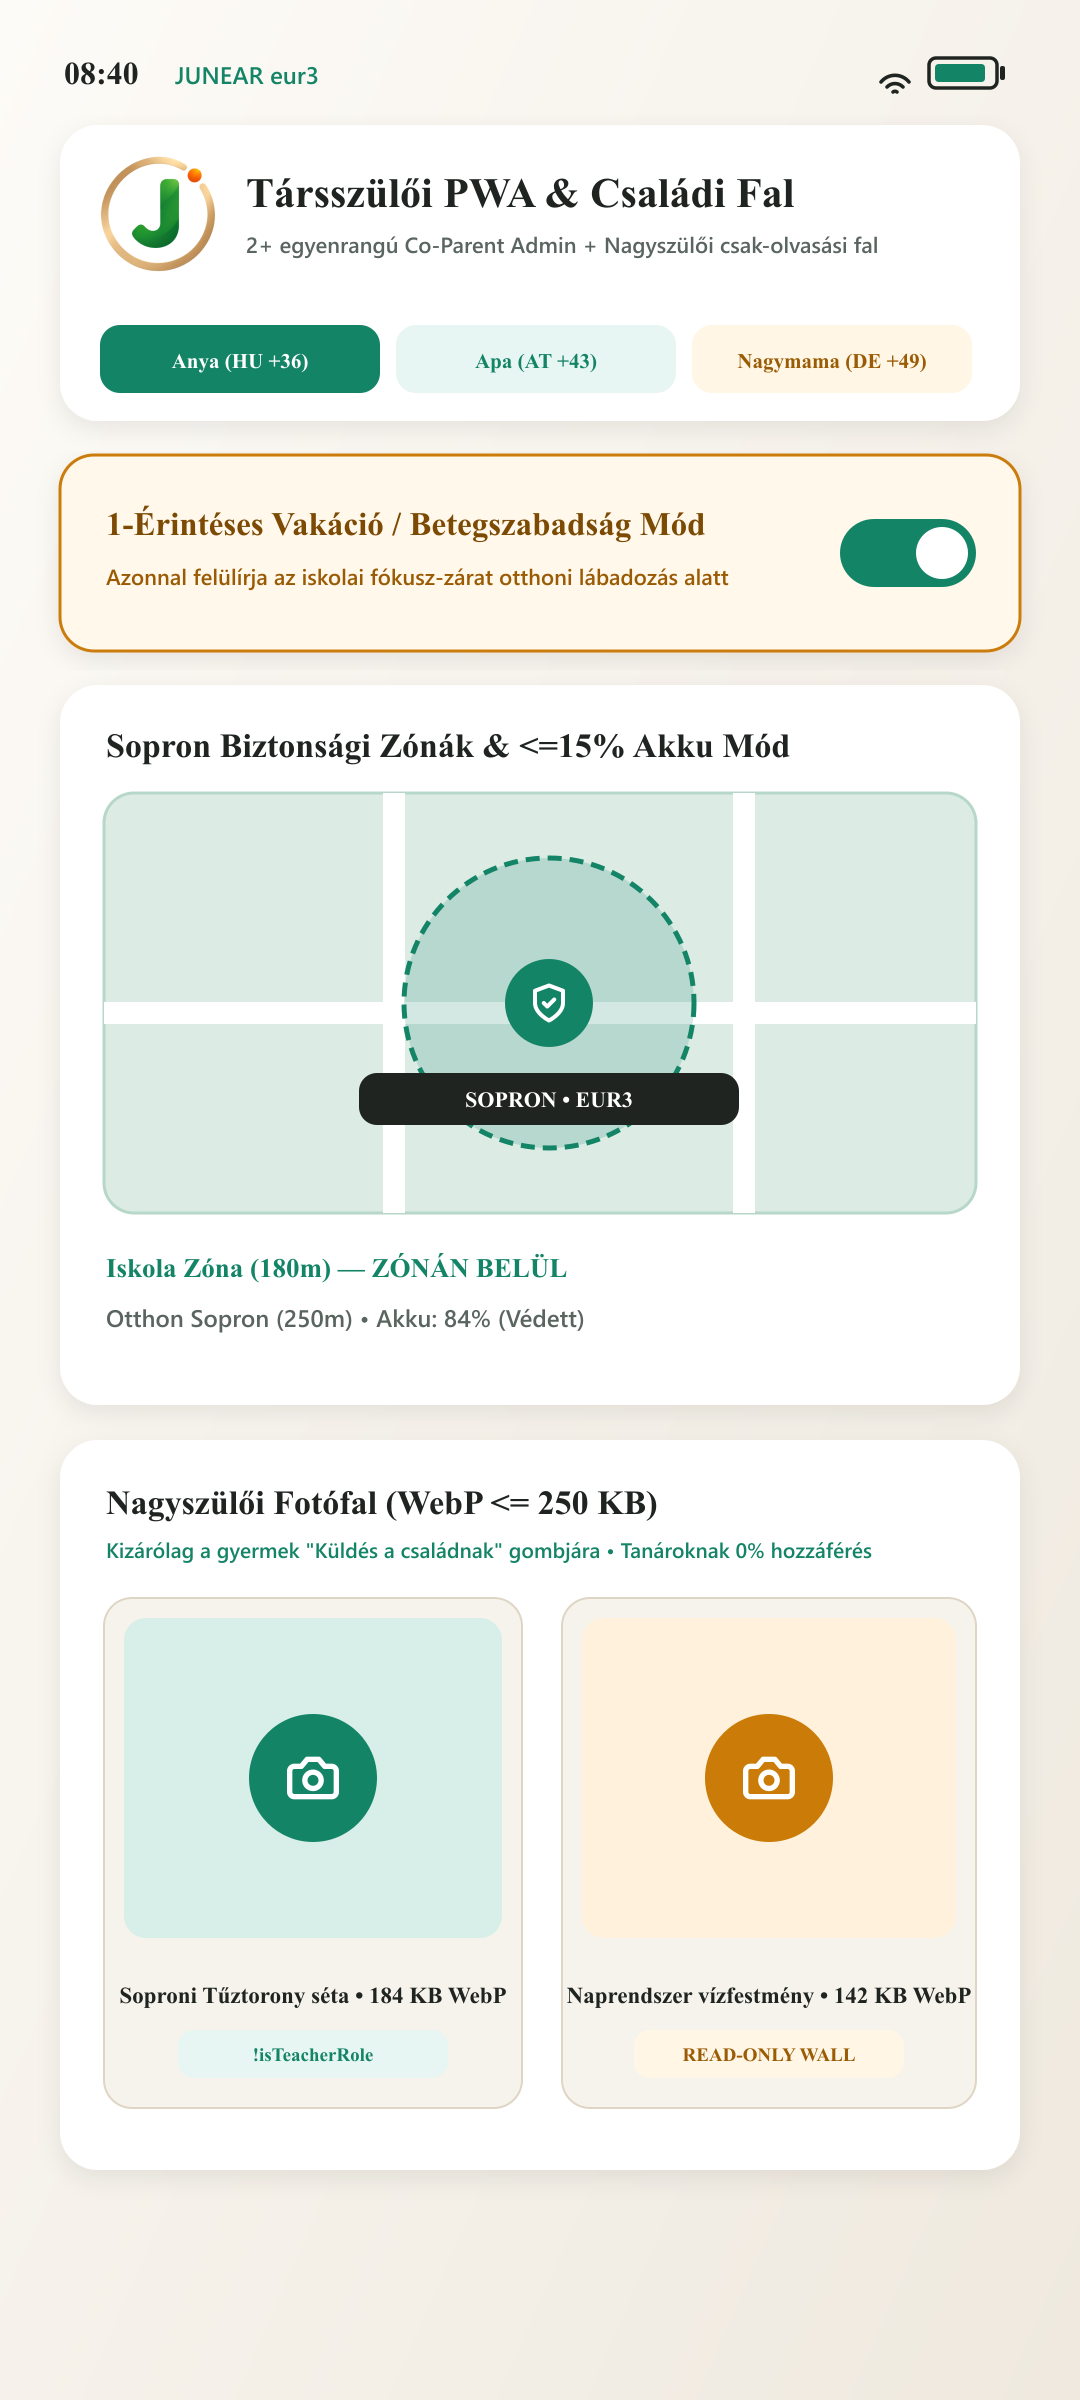 08:40 JUNEAR eur3
Társszülői PWA & Családi Fal
2+ egyenrangú Co-Parent Admin + Nagyszülői csak-olvasási fal
Anya (HU +36)
Apa (AT +43)
Nagymama (DE +49)
1-Érintéses Vakáció / Betegszabadság Mód
Azonnal felülírja az iskolai fókusz-zárat otthoni lábadozás alatt
Sopron Biztonsági Zónák & <=15% Akku Mód
SOPRON • EUR3
Iskola Zóna (180m) — ZÓNÁN BELÜL
Otthon Sopron (250m) • Akku: 84% (Védett)
Nagyszülői Fotófal (WebP <= 250 KB)
Kizárólag a gyermek "Küldés a családnak" gombjára • Tanároknak 0% hozzáférés
Soproni Tűztorony séta • 184 KB WebP
!isTeacherRole
Naprendszer vízfestmény • 142 KB WebP
READ-ONLY WALL